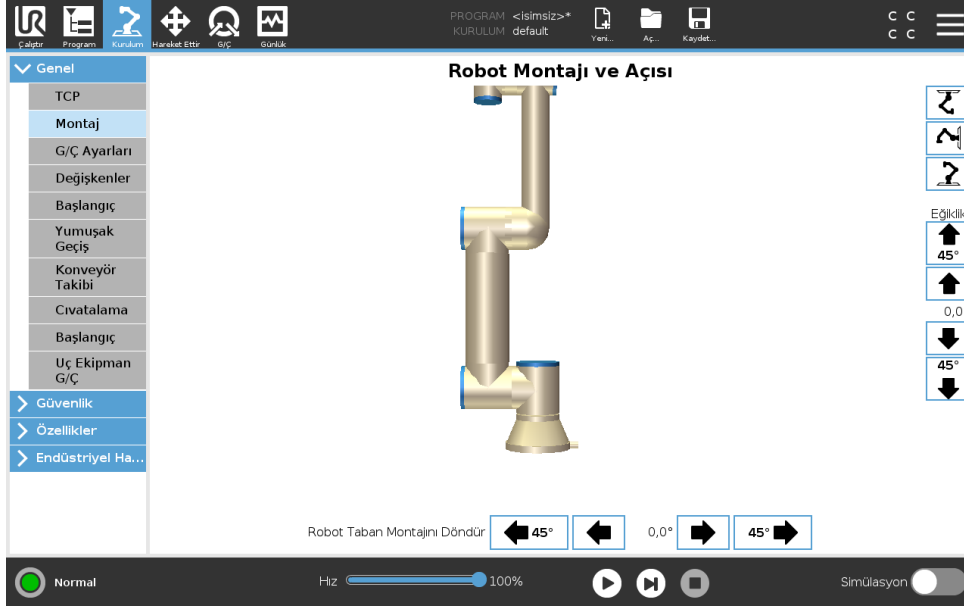 UR
PROGRAM <isimsiz>*
KURULUM default
C C
C C
Çalıştır Program Kurulum Hareket Ettir G/Ç Günlük Yeni... Aç... Kaydet...
Genel
Robot Montajı ve Açısı
TCP
Montaj
G/Ç Ayarları
Değişkenler
Başlangıç
Yumuşak
Geçiş
Konveyör
Takibi
Cıvatalama
Başlangıç
Uç Ekipman
G/Ç
Güvenlik
Özellikler
Endüstriyel Ha...
Eğiklik
45°
0,0
45°
Robot Taban Montajını Döndür 45° 0,0° 45°
Normal
Hız 100%
Simülasyon